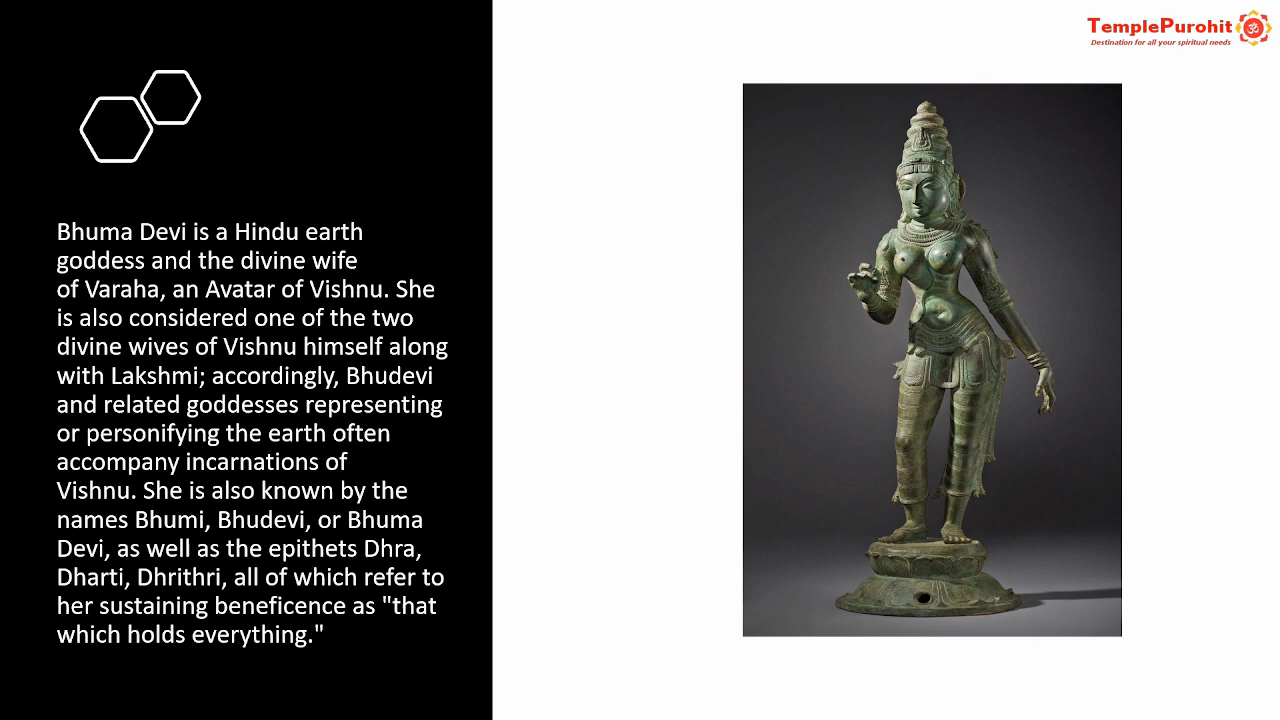 TemplePurohit
Destination for all your spiritual needs
Bhuma Devi is a Hindu earth
goddess and the divine wife
of Varaha, an Avatar of Vishnu. She
is also considered one of the two
divine wives of Vishnu himself along
with Lakshmi; accordingly, Bhudevi
and related goddesses representing
or personifying the earth often
accompany incarnations of
Vishnu. She is also known by the
names Bhumi, Bhudevi, or Bhuma
Devi, as well as the epithets Dhra,
Dharti, Dhrithri, all of which refer to
her sustaining beneficence as "that
which holds everything."